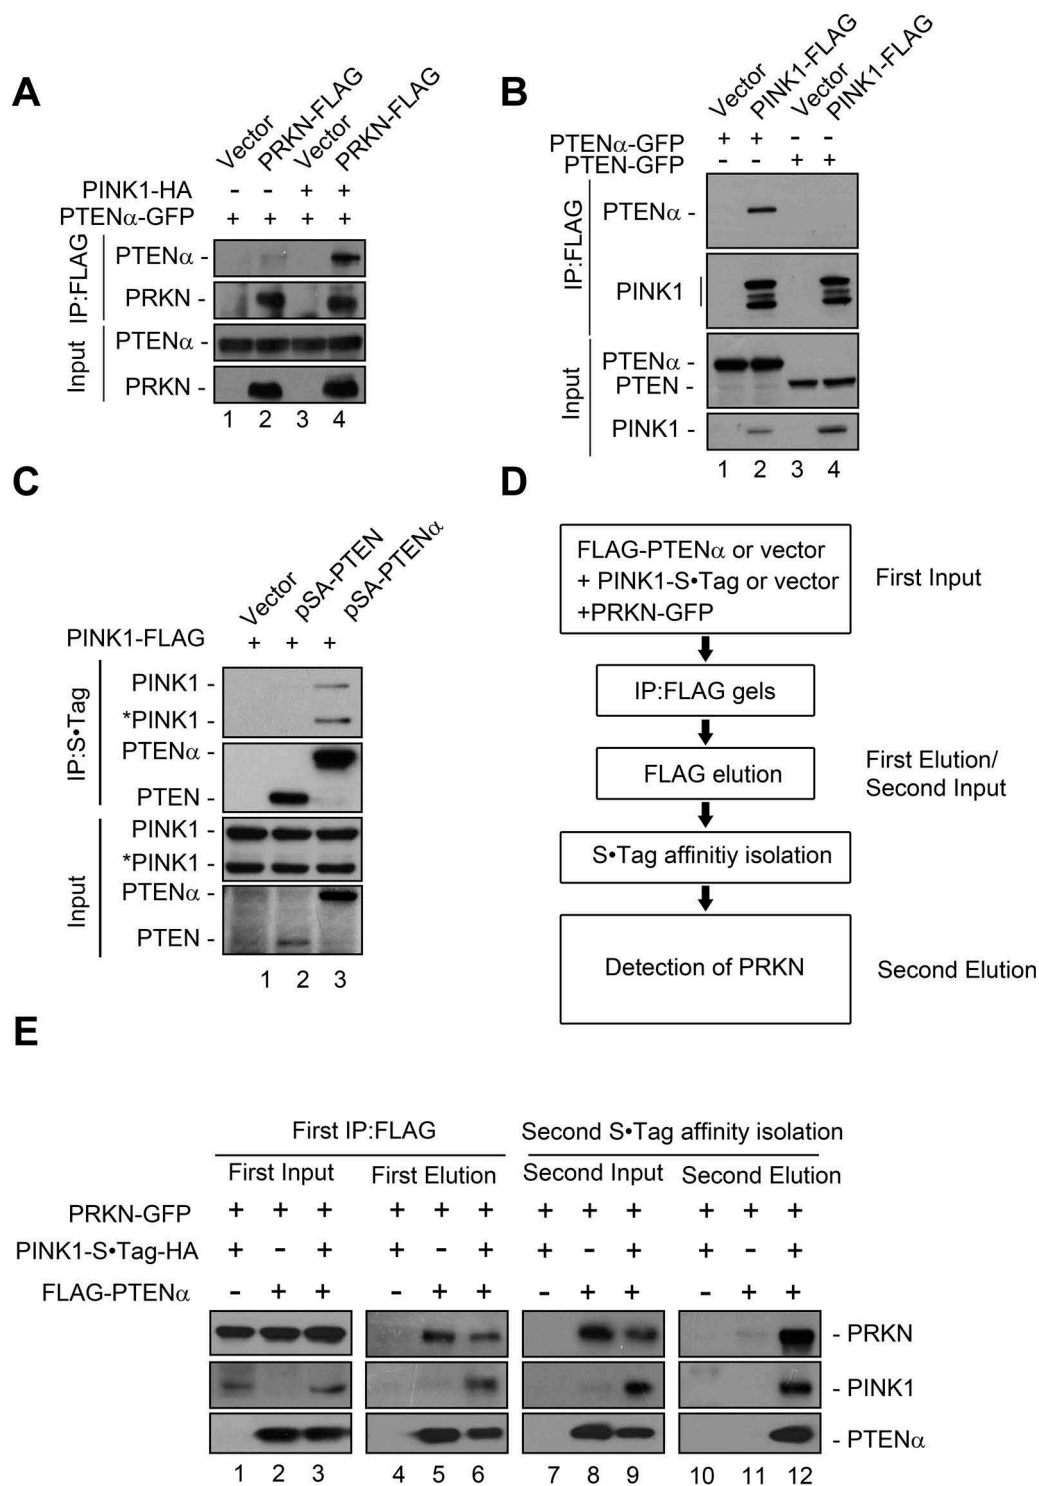 A
Vector
PRKN-FLAG
Vector
PRKN-FLAG
PINK1-HA - - + +
PTENα-GFP + + + +
IP:FLAG
PTENα -
PRKN -
Input
PTENα -
PRKN -
1 2 3 4
B
Vector
PINK1-FLAG
Vector
PINK1-FLAG
PTENα-GFP + + - -
PTEN-GFP - - + +
IP:FLAG
PTENα -
PINK1
Input
PTENα -
PTEN -
PINK1 -
1 2 3 4
C
Vector
pSA-PTEN
pSA-PTENα
PINK1-FLAG + + +
IP:S•Tag
PINK1 -
*PINK1 -
PTENα -
PTEN -
Input
PINK1 -
*PINK1 -
PTENα -
PTEN -
1 2 3
D
FLAG-PTENα or vector
+ PINK1-S•Tag or vector
+PRKN-GFP
First Input
IP:FLAG gels
FLAG elution
First Elution/
Second Input
S•Tag affinitiy isolation
Detection of PRKN
Second Elution
E
First IP:FLAG Second S•Tag affinity isolation
First Input First Elution Second Input Second Elution
PRKN-GFP + + + + + + + + + + + +
PINK1-S•Tag-HA + - + + - + + - + + - +
FLAG-PTENα - + + - + + - + + - + +
- PRKN
- PINK1
- PTENα
1 2 3 4 5 6 7 8 9 10 11 12